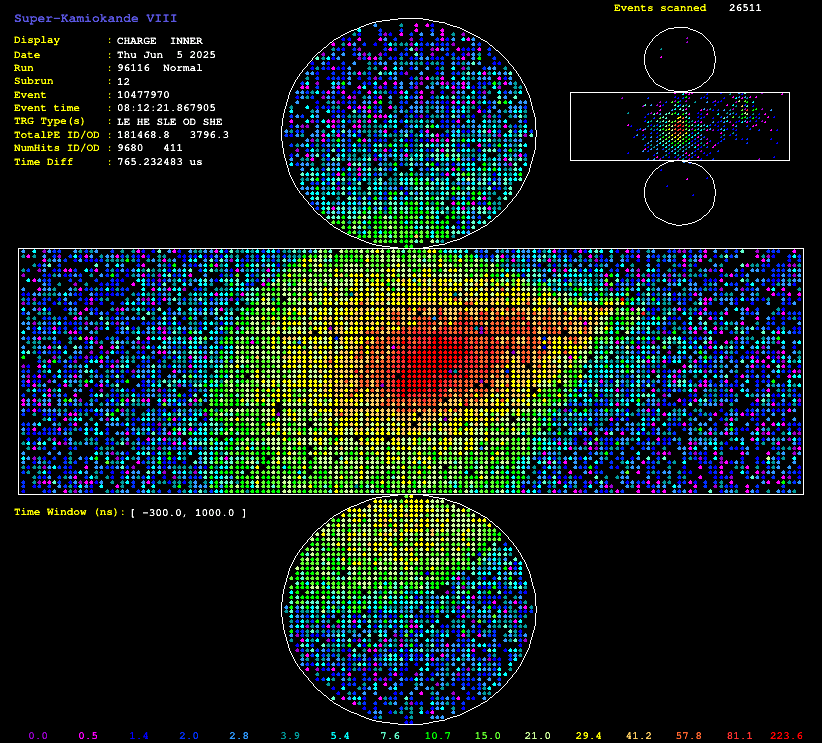 Super-Kamiokande VIII
Events scanned 26511
Display : CHARGE INNER
Date : Thu Jun 5 2025
Run : 96116 Normal
Subrun : 12
Event : 10477970
Event time : 08:12:21.867905
TRG Type(s) : LE HE SLE OD SHE
TotalPE ID/OD : 181468.8 3796.3
NumHits ID/OD : 9680 411
Time Diff : 765.232483 us
Time Window (ns): [ -300.0, 1000.0 ]
0.0 0.5 1.4 2.0 2.8 3.9 5.4 7.6 10.7 15.0 21.0 29.4 41.2 57.8 81.1 223.6